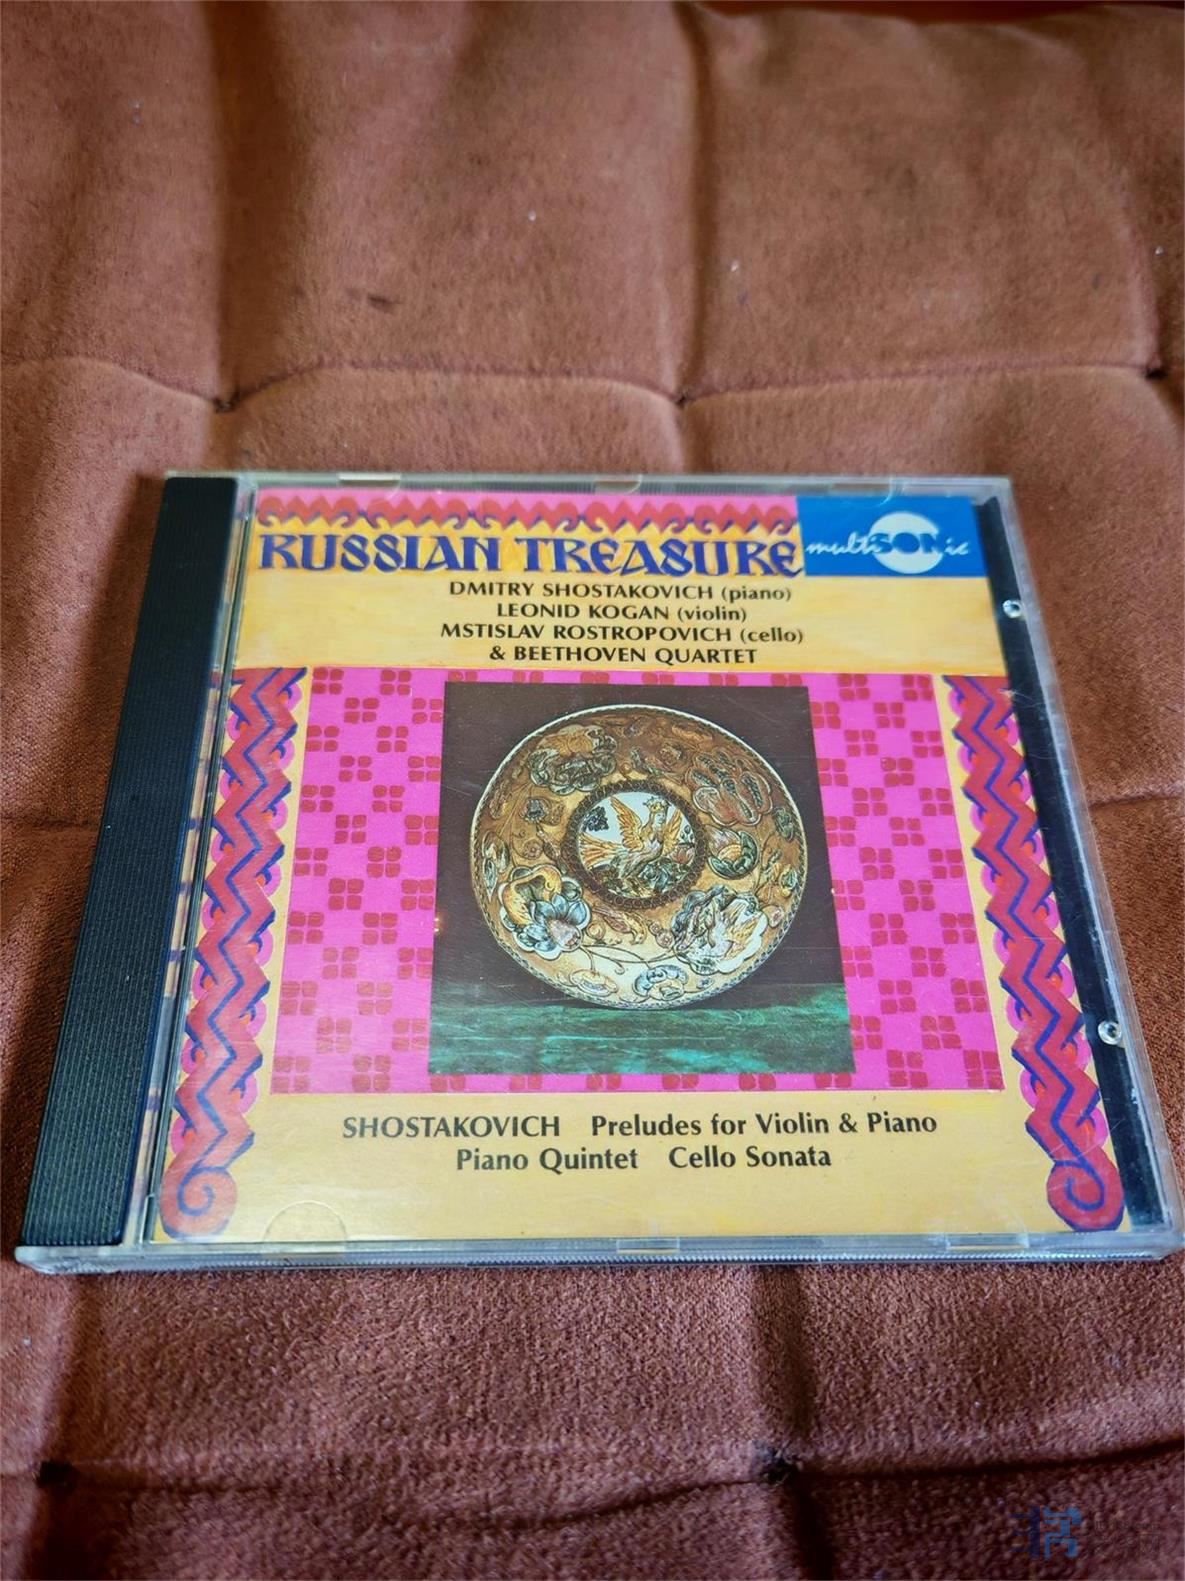 RUSSIAN TREASURE
multiSONic
DMITRY SHOSTAKOVICH (piano)
LEONID KOGAN (violin)
MSTISLAV ROSTROPOVICH (cello)
& BEETHOVEN QUARTET
SHOSTAKOVICH Preludes for Violin & Piano
Piano Quintet Cello Sonata